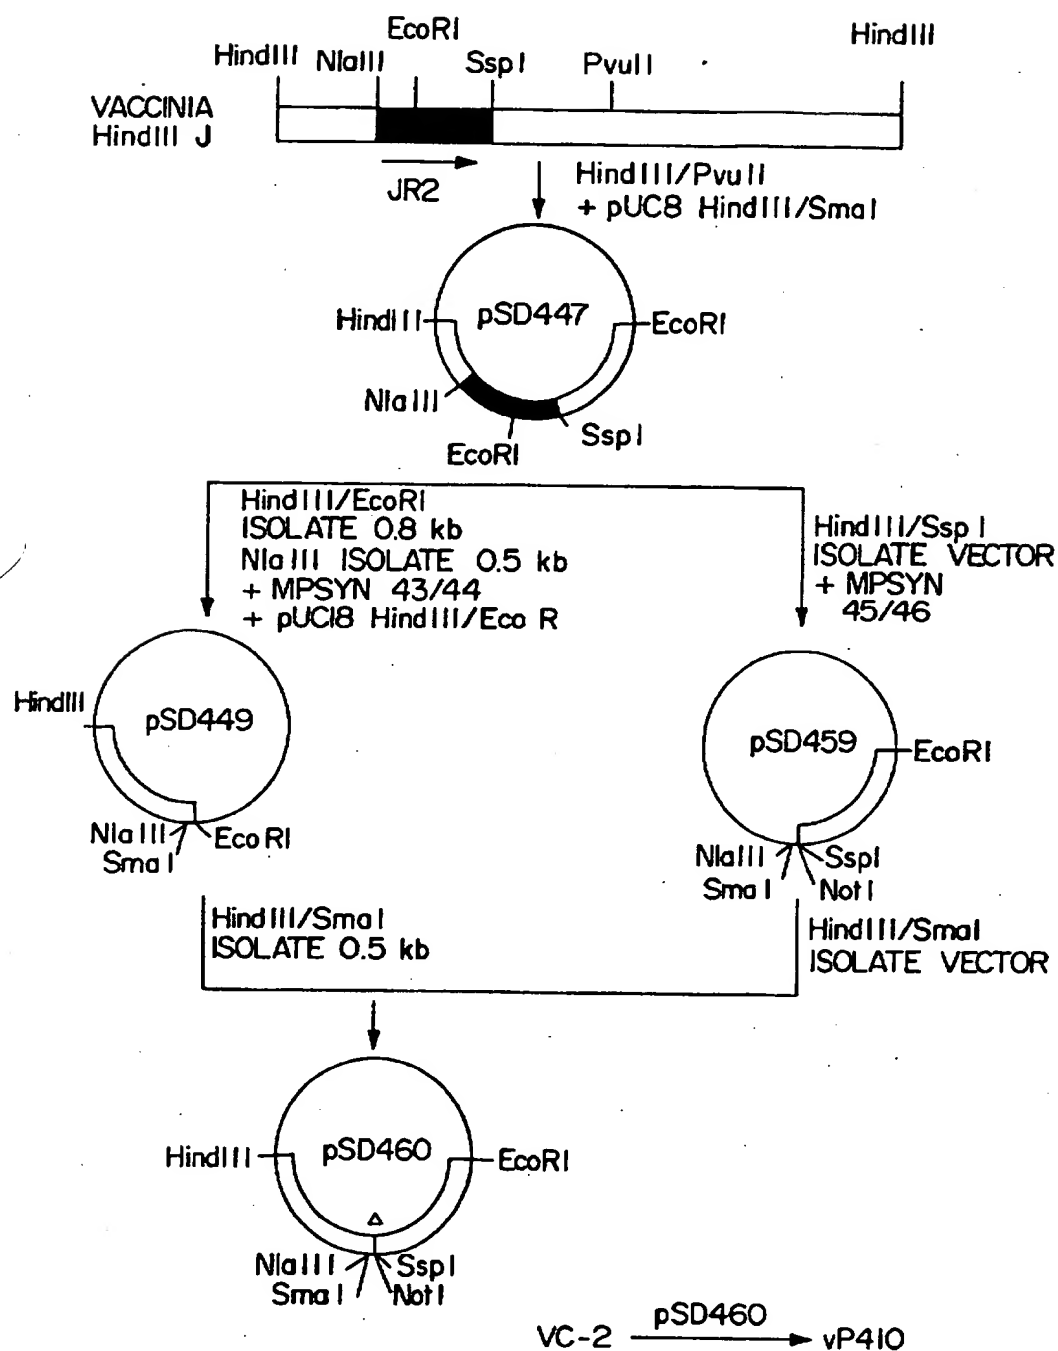 EcoRI
HindIII NlaIII SspI PvuII HindIII
VACCINIA
HindIII J
JR2
HindIII/PvuII
+ pUC8 HindIII/SmaI
pSD447
HindIII
EcoRI
NlaIII
SspI
EcoRI
HindIII/EcoRI
ISOLATE 0.8 kb
NlaIII ISOLATE 0.5 kb
+ MPSYN 43/44
+ pUC18 HindIII/Eco R
HindIII/SspI
ISOLATE VECTOR
+ MPSYN
45/46
HindIII
pSD449
NlaIII
EcoRI
SmaI
pSD459
EcoRI
NlaIII
SspI
SmaI
NotI
HindIII/SmaI
ISOLATE 0.5 kb
HindIII/SmaI
ISOLATE VECTOR
HindIII
pSD460
EcoRI
Δ
NlaIII
SspI
SmaI
NotI
pSD460
VC-2
vP410